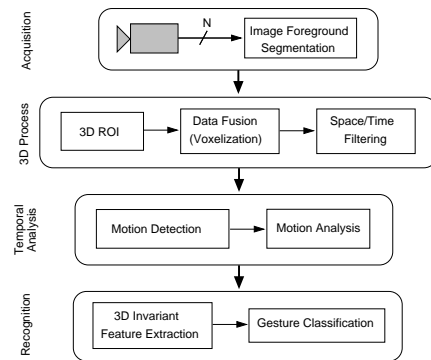 Acquisition
N
Image Foreground
Segmentation
3D Process
3D ROI
Data Fusion
(Voxelization)
Space/Time
Filtering
Temporal
Analysis
Motion Detection
Motion Analysis
Recognition
3D Invariant
Feature Extraction
Gesture Classification